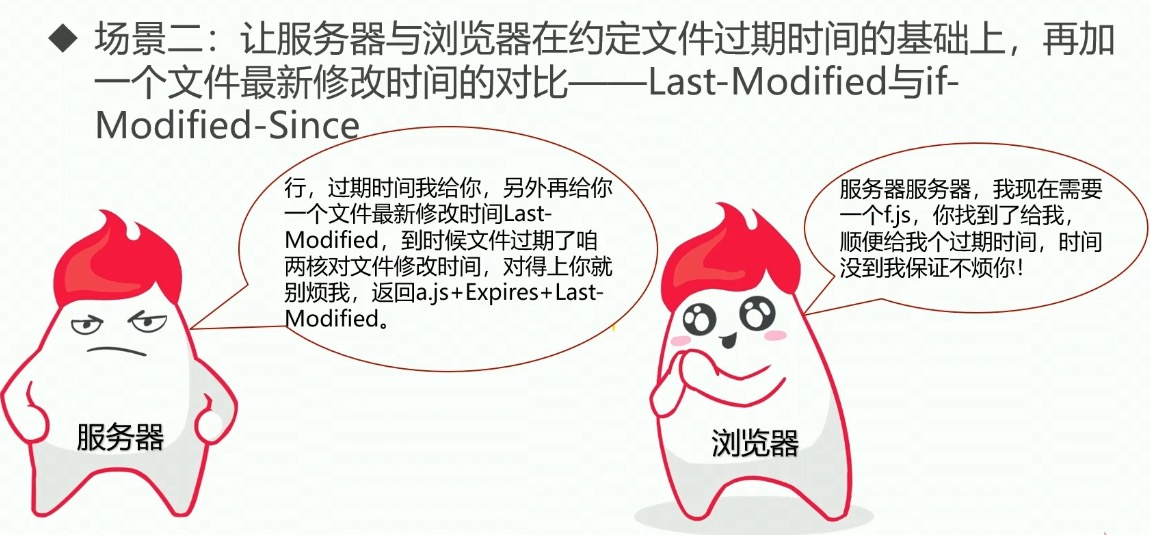 ◆ 场景二：让服务器与浏览器在约定文件过期时间的基础上，再加
一个文件最新修改时间的对比——Last-Modified与if-
Modified-Since
行，过期时间我给你，另外再给你
一个文件最新修改时间Last-
Modified，到时候文件过期了咱
两核对文件修改时间，对得上你就
别烦我，返回a.js+Expires+Last-
Modified。
服务器服务器，我现在需要
一个f.js，你找到了给我，
顺便给我个过期时间，时间
没到我保证不烦你！
服务器
浏览器